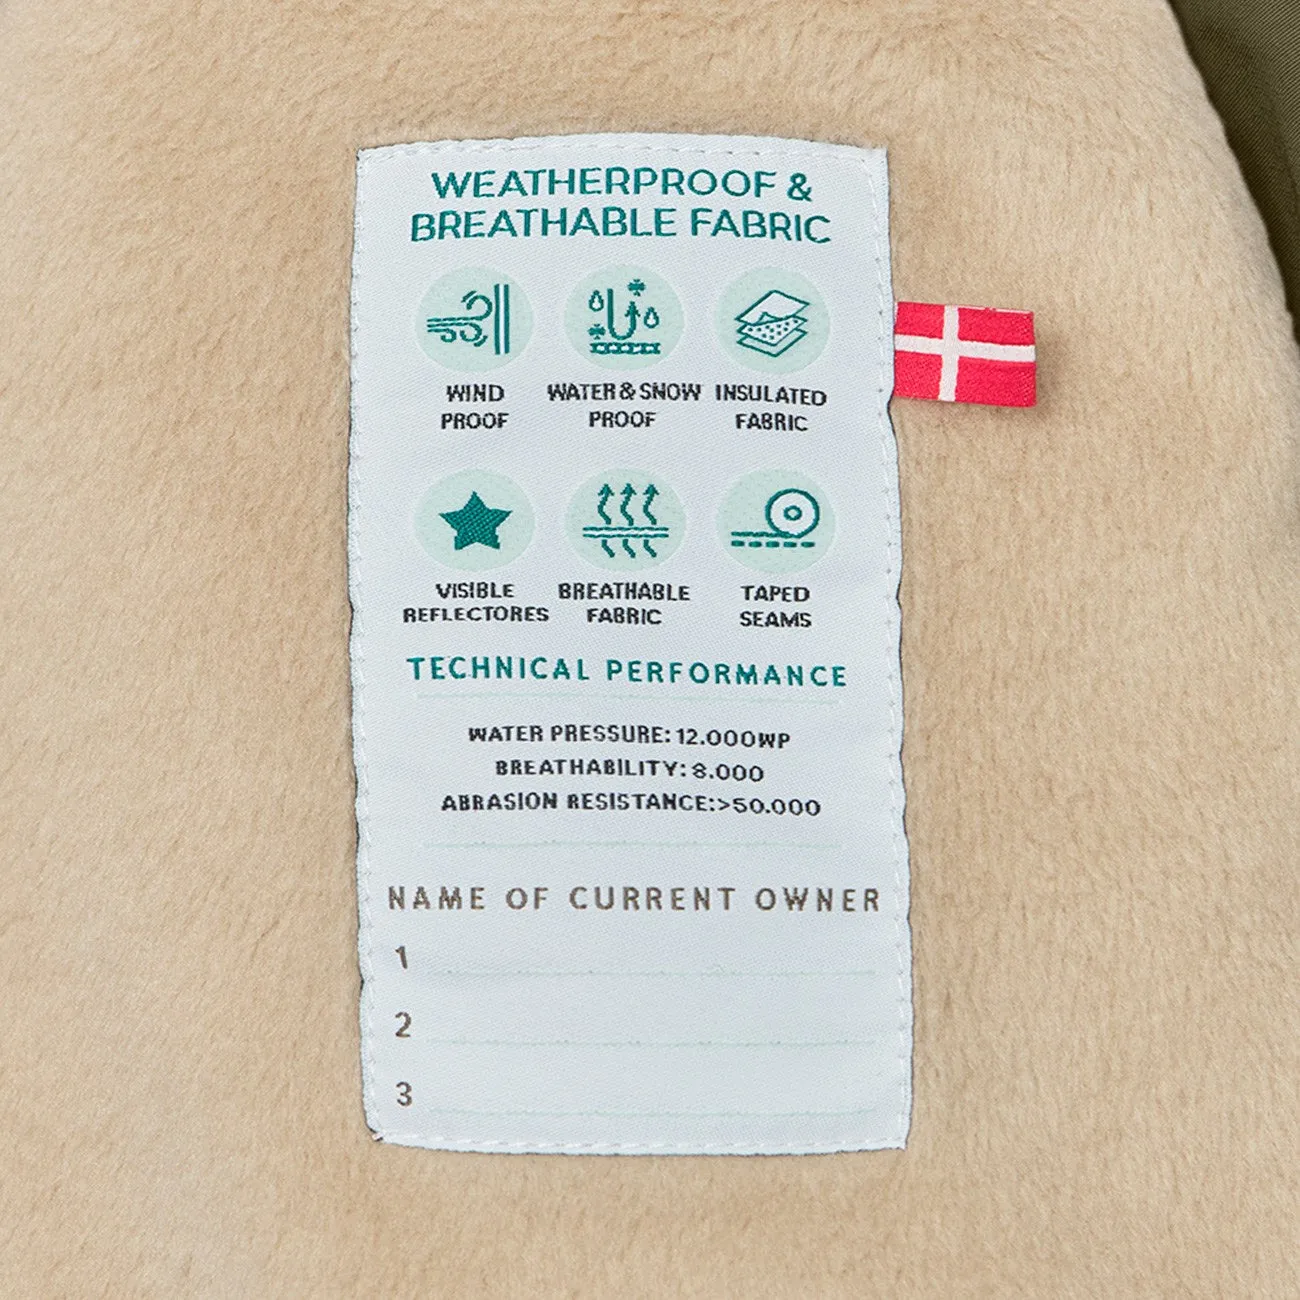 WEATHERPROOF &
BREATHABLE FABRIC
WIND
PROOF
WATER & SNOW
PROOF
INSULATED
FABRIC
VISIBLE
REFLECTORES
BREATHABLE
FABRIC
TAPED
SEAMS
TECHNICAL PERFORMANCE
WATER PRESSURE: 12.000WP
BREATHABILITY: 8.000
ABRASION RESISTANCE:>50.000
NAME OF CURRENT OWNER
1
2
3